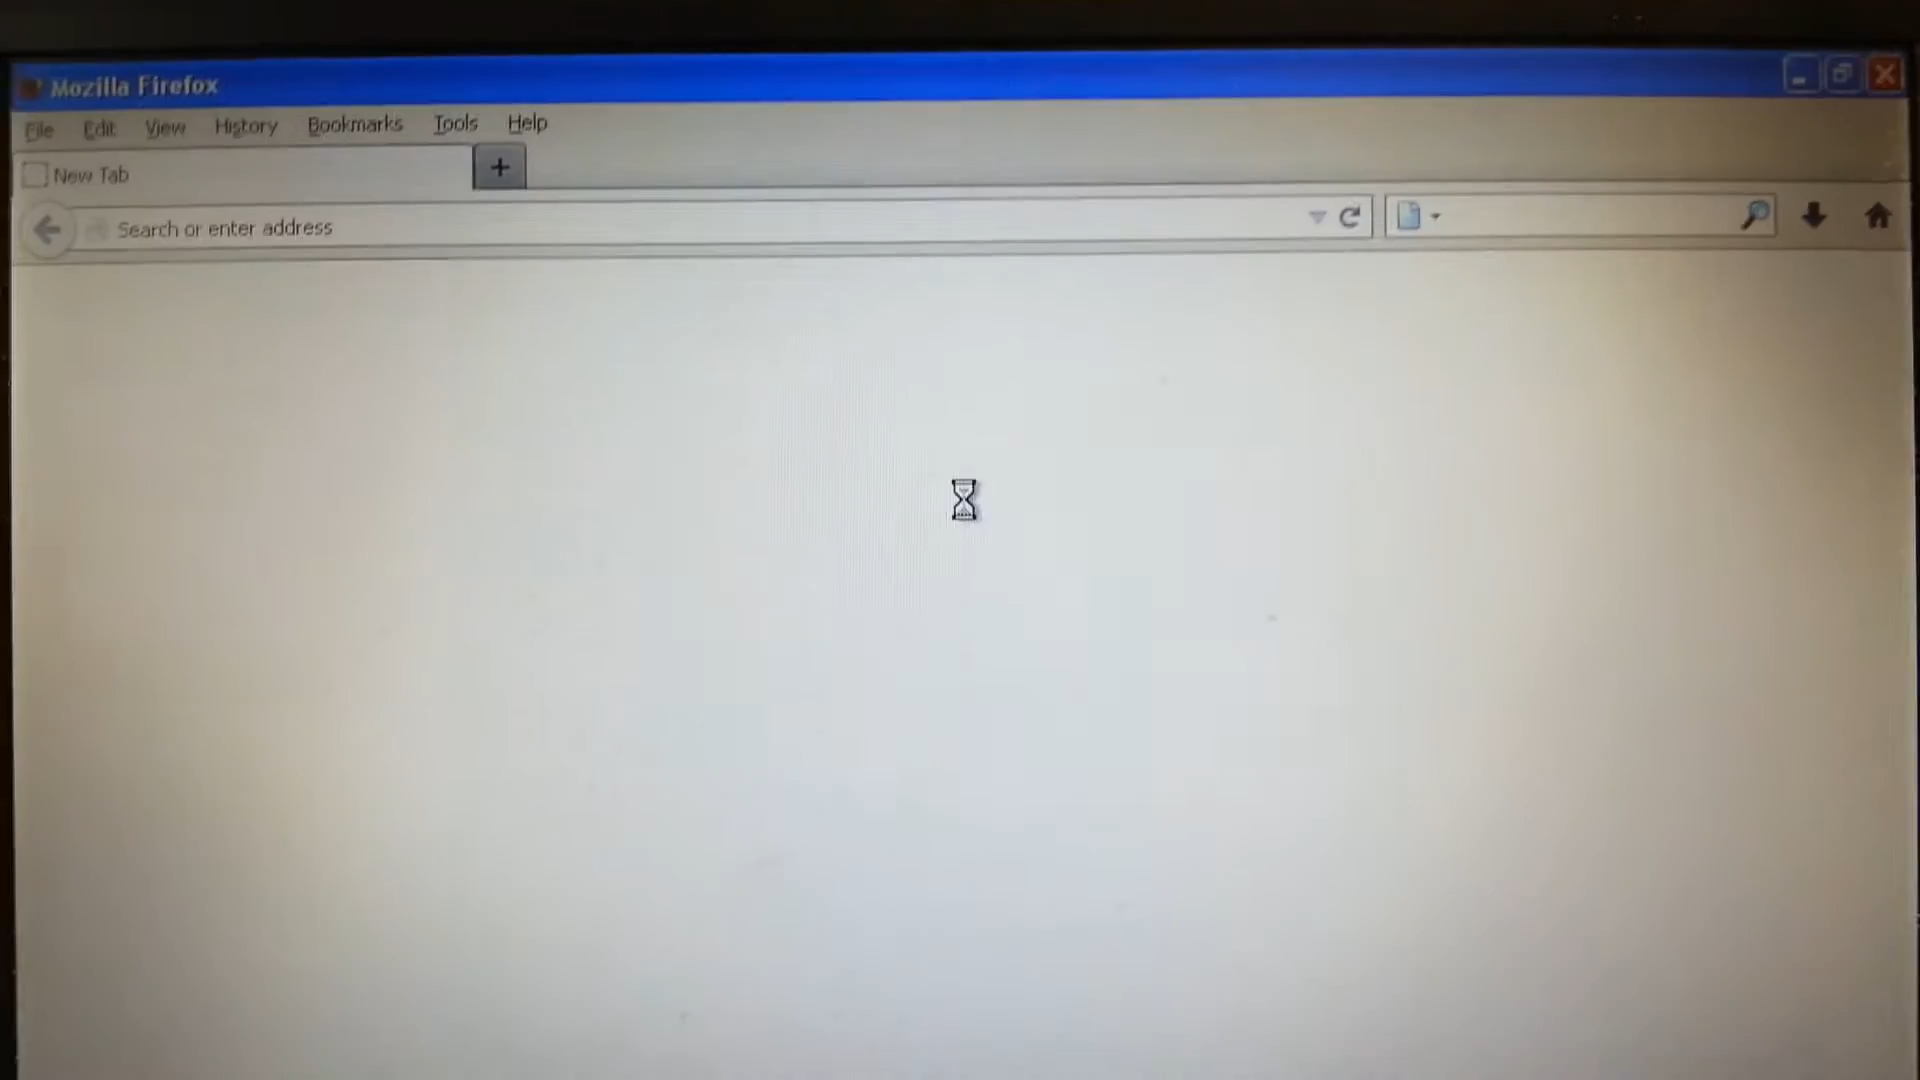 Mozilla Firefox
File Edit View History Bookmarks Tools Help
New Tab +
Search or enter address